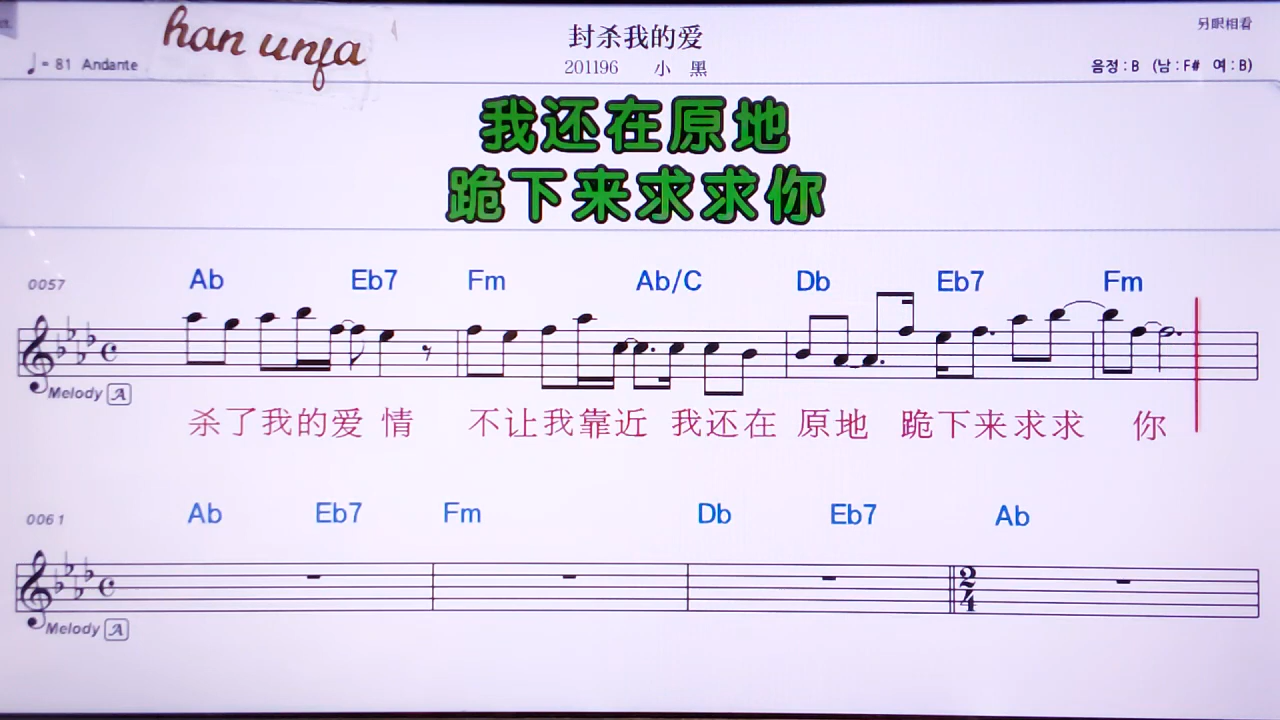 han unfa
封杀我的爱
另眼相看
♩= 81 Andante
201196 小 黑
음정 : B (남 : F# 여 : B)
我还在原地
跪下来求求你
0057
Ab Eb7 Fm Ab/C Db Eb7 Fm
Melody A
杀了我的爱 情 不让我靠近 我还在 原地 跪下来求求 你
0061
Ab Eb7 Fm Db Eb7 Ab
2/4
Melody A